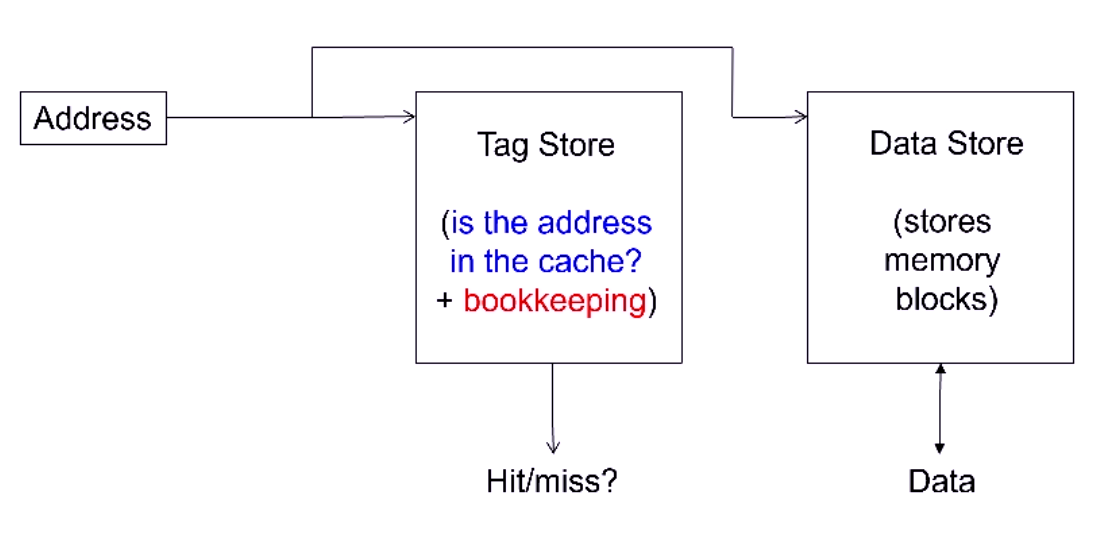 Address
Tag Store
(is the address
in the cache?
+ bookkeeping)
Data Store
(stores
memory
blocks)
Hit/miss?
Data